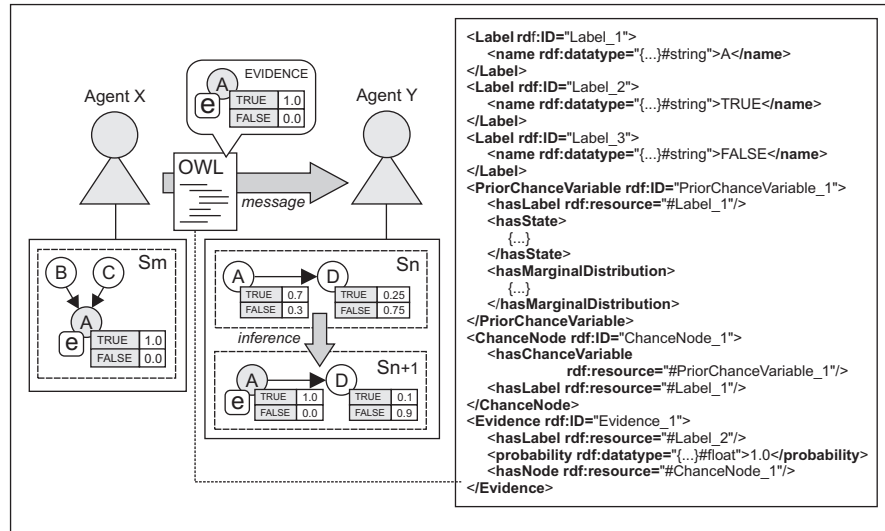 Agent X
Agent Y
EVIDENCE
A
e
TRUE 1.0
FALSE 0.0
OWL
message
Sm
B
C
A
e
TRUE 1.0
FALSE 0.0
Sn
A
D
TRUE 0.7
FALSE 0.3
TRUE 0.25
FALSE 0.75
inference
Sn+1
A
D
e
TRUE 1.0
FALSE 0.0
TRUE 0.1
FALSE 0.9
<Label rdf:ID="Label_1">
<name rdf:datatype="{...}#string">A</name>
</Label>
<Label rdf:ID="Label_2">
<name rdf:datatype="{...}#string">TRUE</name>
</Label>
<Label rdf:ID="Label_3">
<name rdf:datatype="{...}#string">FALSE</name>
</Label>
<PriorChanceVariable rdf:ID="PriorChanceVariable_1">
<hasLabel rdf:resource="#Label_1"/>
<hasState>
{...}
</hasState>
<hasMarginalDistribution>
{...}
</hasMarginalDistribution>
</PriorChanceVariable>
<ChanceNode rdf:ID="ChanceNode_1">
<hasChanceVariable
rdf:resource="#PriorChanceVariable_1"/>
<hasLabel rdf:resource="#Label_1"/>
</ChanceNode>
<Evidence rdf:ID="Evidence_1">
<hasLabel rdf:resource="#Label_2"/>
<probability rdf:datatype="{...}#float">1.0</probability>
<hasNode rdf:resource="#ChanceNode_1"/>
</Evidence>